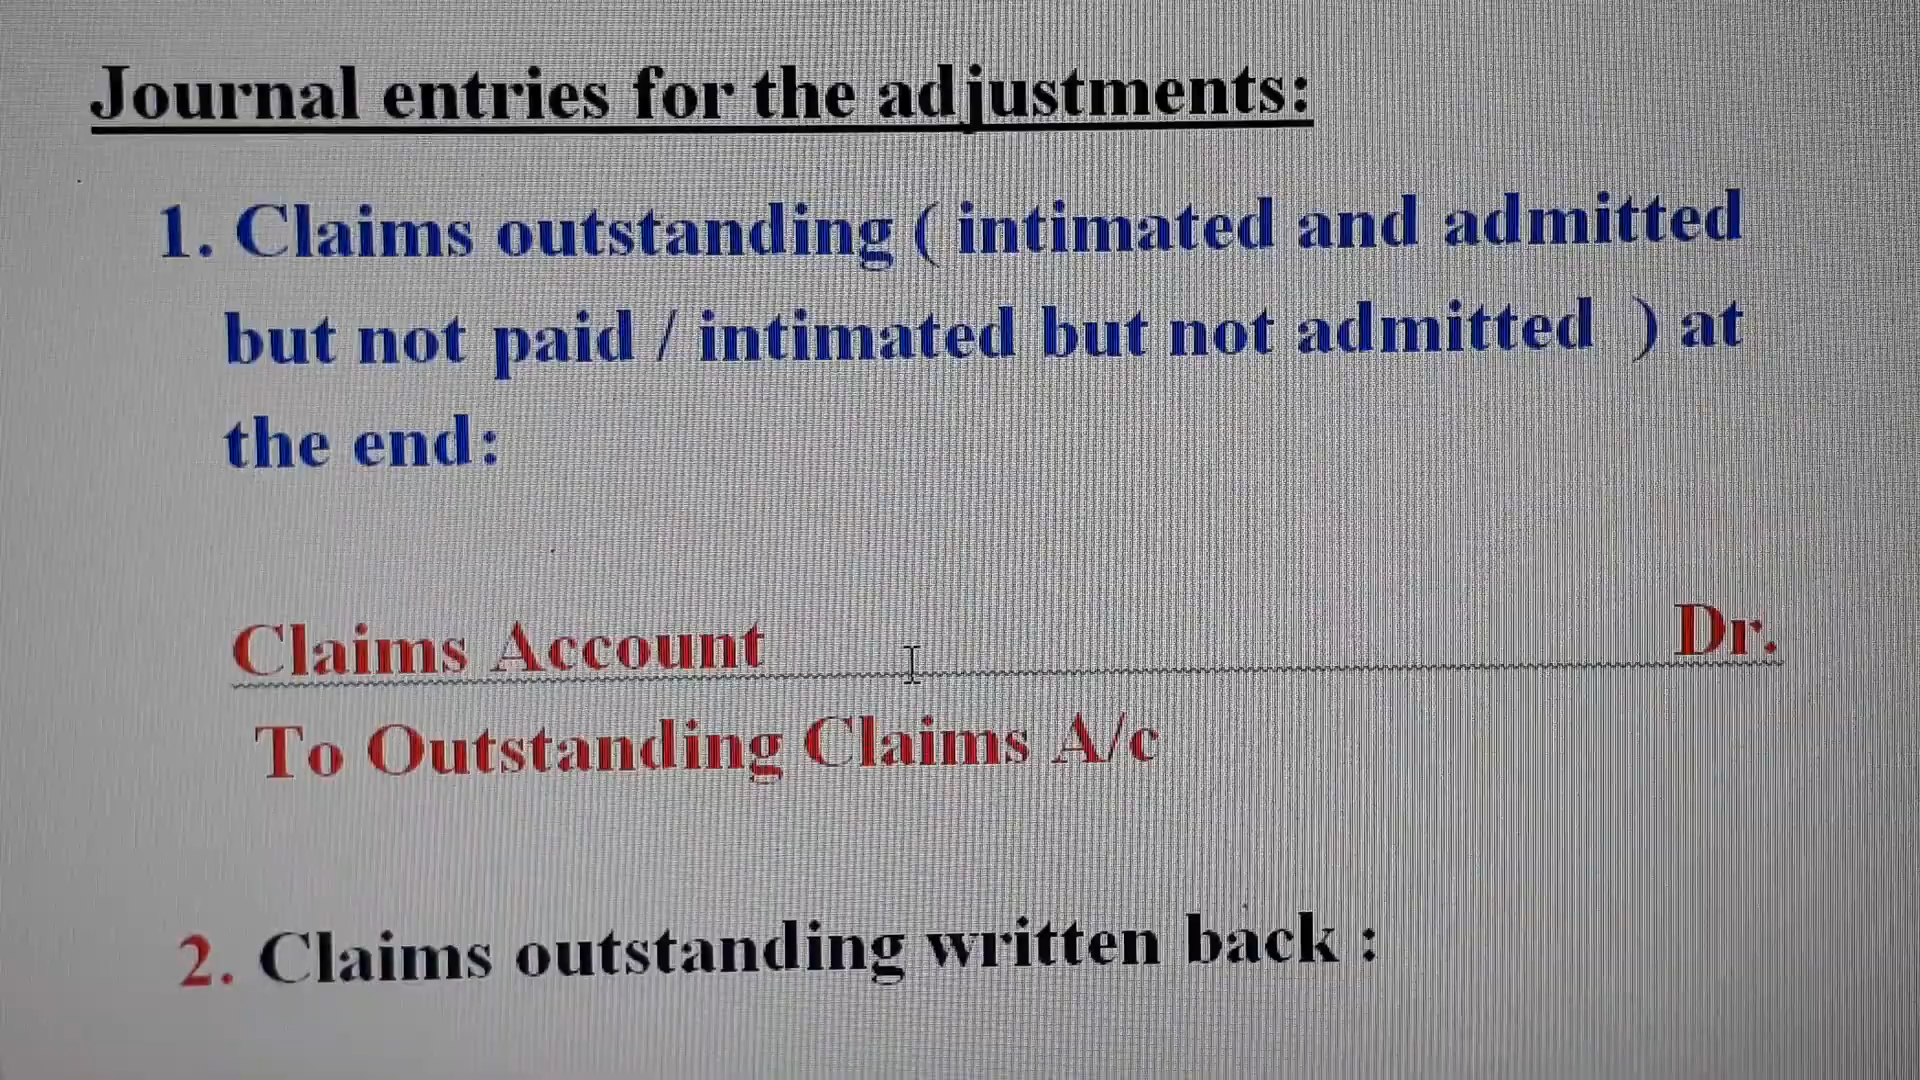 Journal entries for the adjustments:
1. Claims outstanding ( intimated and admitted
but not paid / intimated but not admitted ) at
the end:
Claims Account Dr.
To Outstanding Claims A/c
2. Claims outstanding written back :